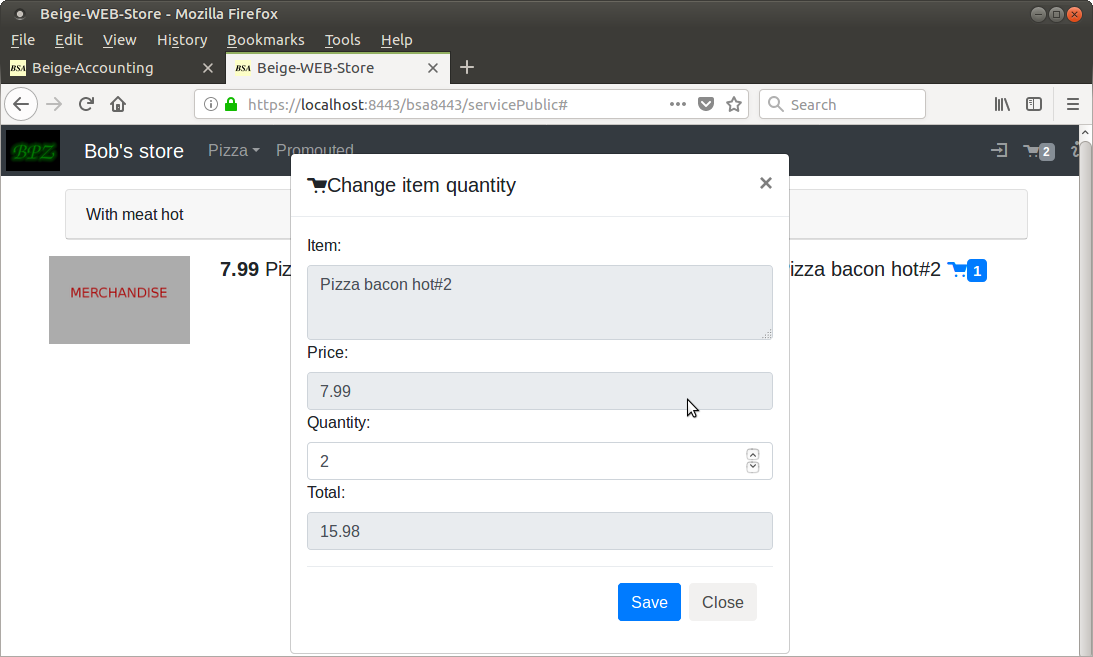 Beige-WEB-Store - Mozilla Firefox
File Edit View History Bookmarks Tools Help
BSA Beige-Accounting BSA Beige-WEB-Store
https://localhost:8443/bsa8443/servicePublic# Search
BPZ Bob's store Pizza Promouted 2
Change item quantity
With meat hot
Item:
MERCHANDISE
7.99 Piz
izza bacon hot#2 1
Pizza bacon hot#2
Price:
7.99
Quantity:
2
Total:
15.98
Save Close